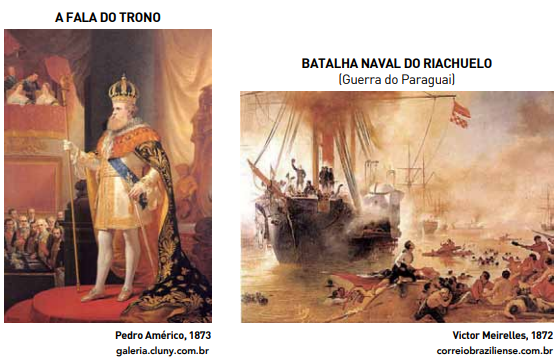 A FALA DO TRONO
Pedro Américo, 1873
galeria.cluny.com.br
BATALHA NAVAL DO RIACHUELO
(Guerra do Paraguai)
Victor Meirelles, 1872
correiobraziliense.com.br